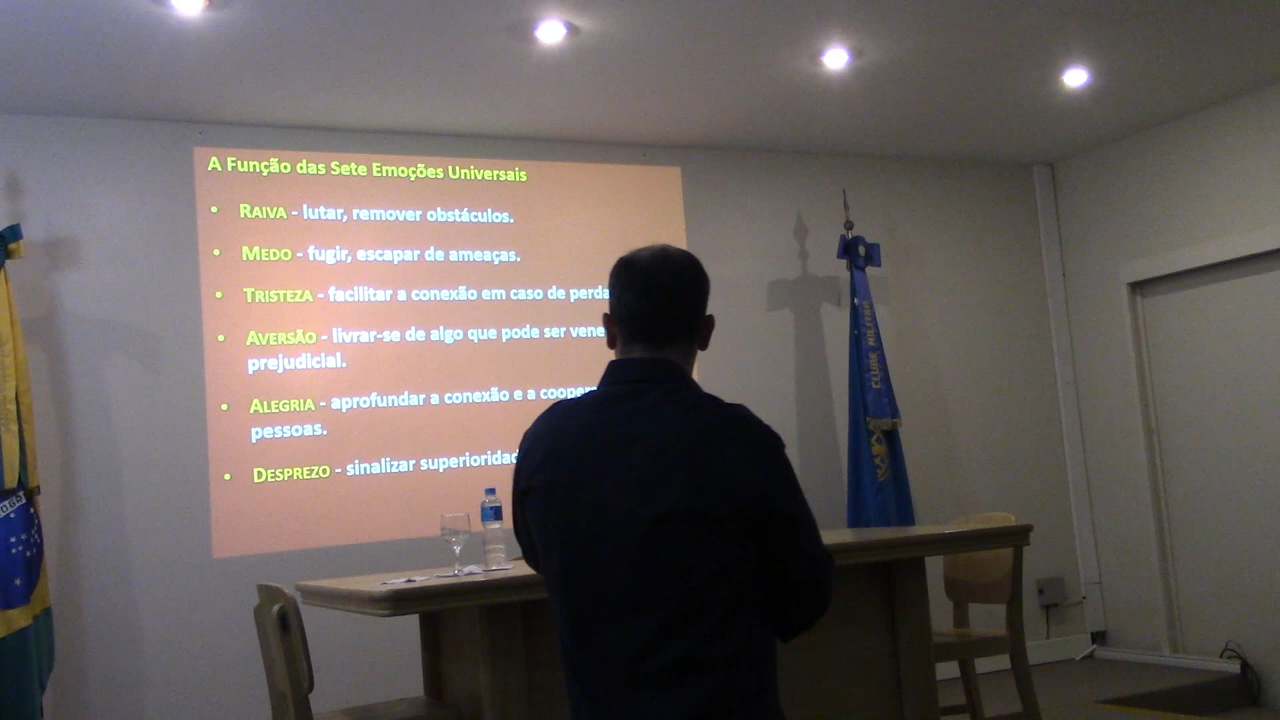 A Função das Sete Emoções Universais
• RAIVA - lutar, remover obstáculos.
• MEDO - fugir, escapar de ameaças.
• TRISTEZA - facilitar a conexão em caso de perda
• AVERSÃO - livrar-se de algo que pode ser vene
prejudicial.
• ALEGRIA - aprofundar a conexão e a cooper
pessoas.
• DESPREZO - sinalizar superioridad
CLUBE MILITAR